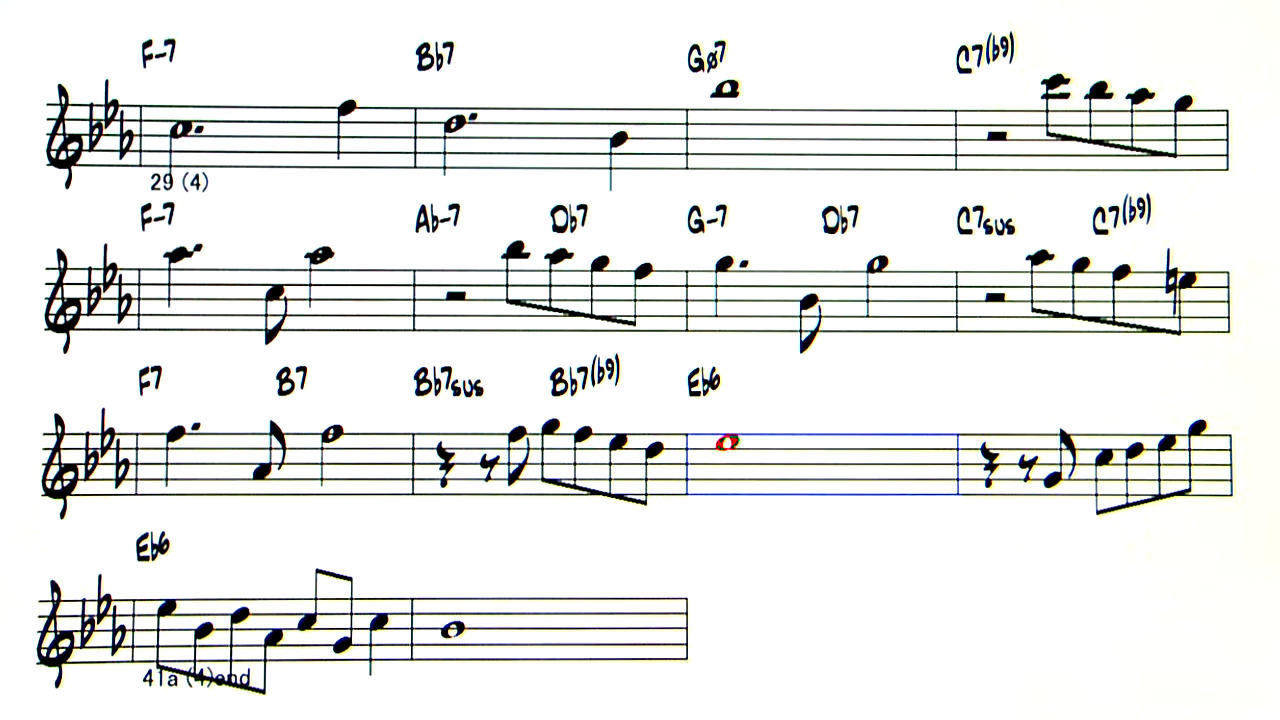 F-7 Bb7 Gø7 C7(b9)
29 (4)
F-7 Ab-7 Db7 G-7 Db7 C7sus C7(b9)
F7 B7 Bb7sus Bb7(b9) Eb6
Eb6
41a (4)end